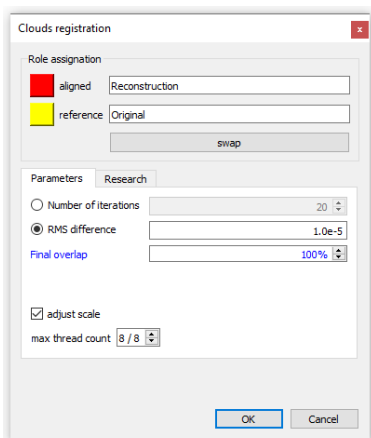 Clouds registration
x
Role assignation
aligned Reconstruction
reference Original
swap
Parameters Research
Number of iterations 20
RMS difference 1.0e-5
Final overlap 100%
adjust scale
max thread count 8 / 8
OK Cancel